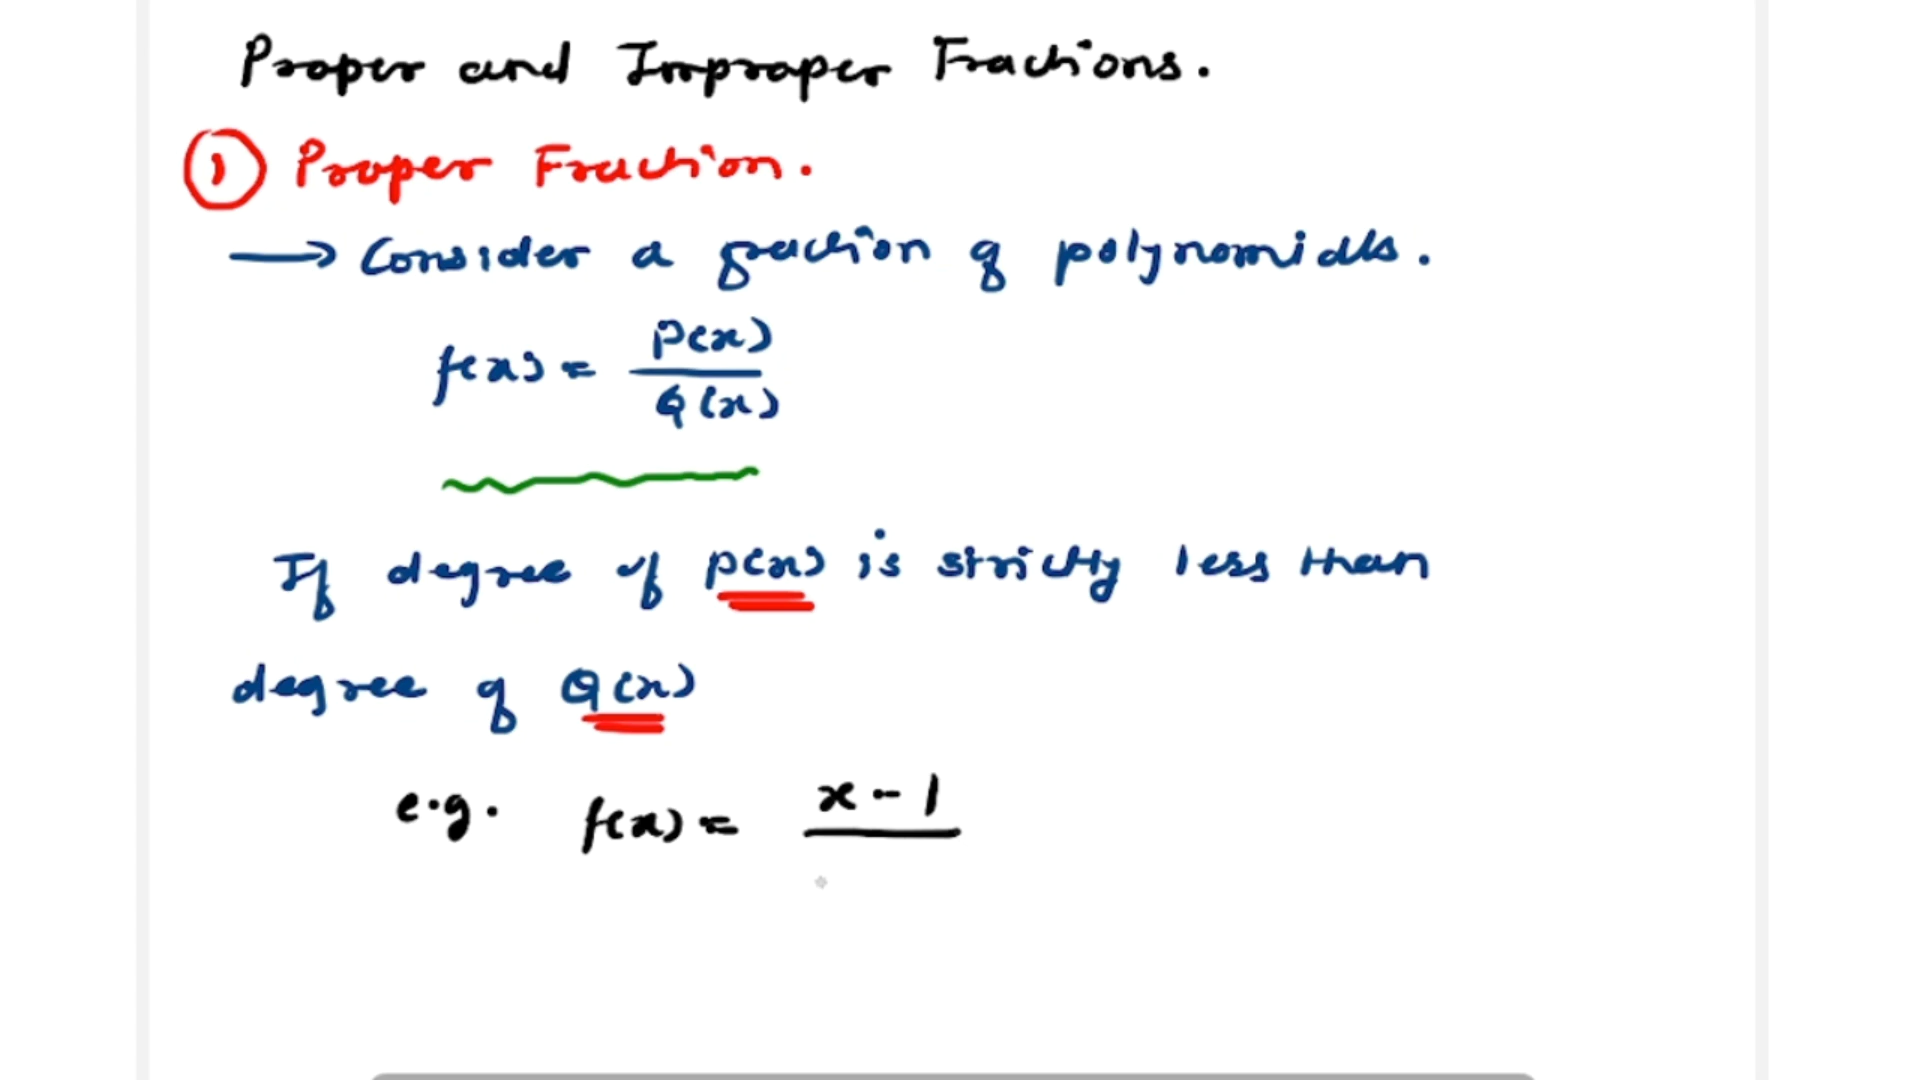 Proper and Improper Fractions.
① Proper Fraction.
→ Consider a fraction of polynomials.
f(x) = P(x) / Q(x)
If degree of P(x) is strictly less than
degree of Q(x)
e.g. f(x) = x - 1